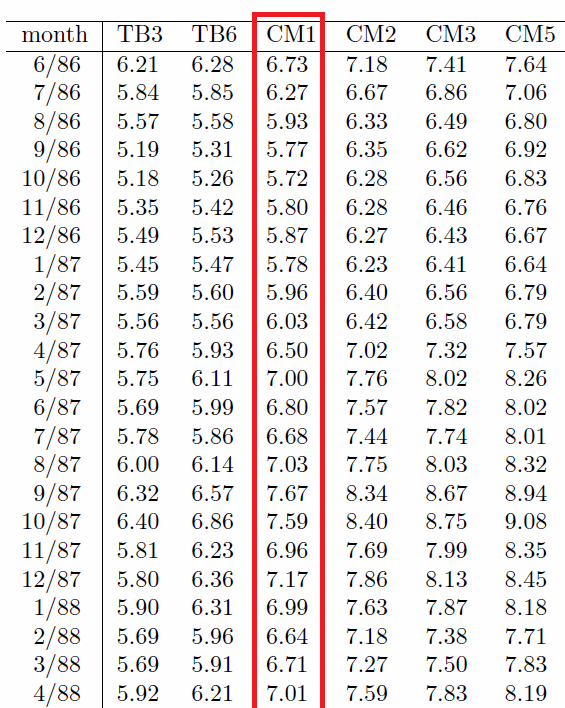 month TB3 TB6 CM1 CM2 CM3 CM5
6/86 6.21 6.28 6.73 7.18 7.41 7.64
7/86 5.84 5.85 6.27 6.67 6.86 7.06
8/86 5.57 5.58 5.93 6.33 6.49 6.80
9/86 5.19 5.31 5.77 6.35 6.62 6.92
10/86 5.18 5.26 5.72 6.28 6.56 6.83
11/86 5.35 5.42 5.80 6.28 6.46 6.76
12/86 5.49 5.53 5.87 6.27 6.43 6.67
1/87 5.45 5.47 5.78 6.23 6.41 6.64
2/87 5.59 5.60 5.96 6.40 6.56 6.79
3/87 5.56 5.56 6.03 6.42 6.58 6.79
4/87 5.76 5.93 6.50 7.02 7.32 7.57
5/87 5.75 6.11 7.00 7.76 8.02 8.26
6/87 5.69 5.99 6.80 7.57 7.82 8.02
7/87 5.78 5.86 6.68 7.44 7.74 8.01
8/87 6.00 6.14 7.03 7.75 8.03 8.32
9/87 6.32 6.57 7.67 8.34 8.67 8.94
10/87 6.40 6.86 7.59 8.40 8.75 9.08
11/87 5.81 6.23 6.96 7.69 7.99 8.35
12/87 5.80 6.36 7.17 7.86 8.13 8.45
1/88 5.90 6.31 6.99 7.63 7.87 8.18
2/88 5.69 5.96 6.64 7.18 7.38 7.71
3/88 5.69 5.91 6.71 7.27 7.50 7.83
4/88 5.92 6.21 7.01 7.59 7.83 8.19